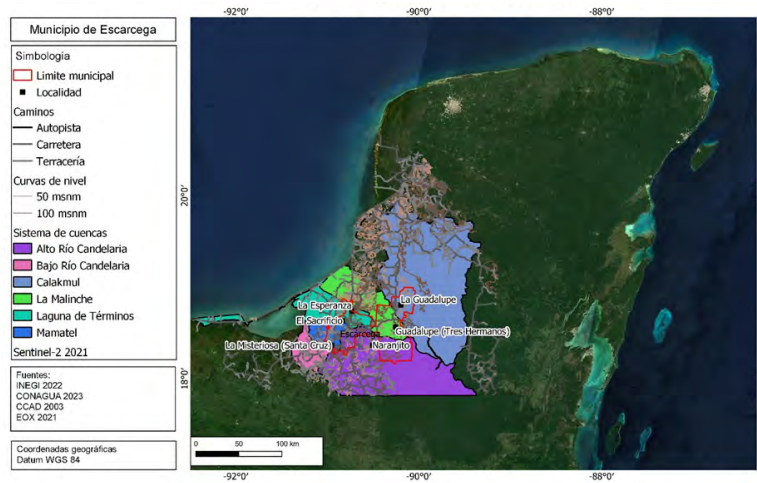 Municipio de Escarcega
Simbología
Limite municipal
Localidad
Caminos
Autopista
Carretera
Terracería
Curvas de nivel
50 msnm
100 msnm
Sistema de cuencas
Alto Río Candelaria
Bajo Río Candelaria
Calakmul
La Malinche
Laguna de Términos
Mamatel
Sentinel-2 2021
Fuentes:
INEGI 2022
CONAGUA 2023
CCAD 2003
EOX 2021
Coordenadas geográficas
Datum WGS 84
-92°0' -90°0' -88°0'
20°0'
18°0'
La Guadalupe
La Esperanza
El Sacrificio
Escarcega
Guadalupe (Tres Hermanos)
La Misteriosa (Santa Cruz)
Naranjito
0 50 100 km
-92°0' -90°0' -88°0'